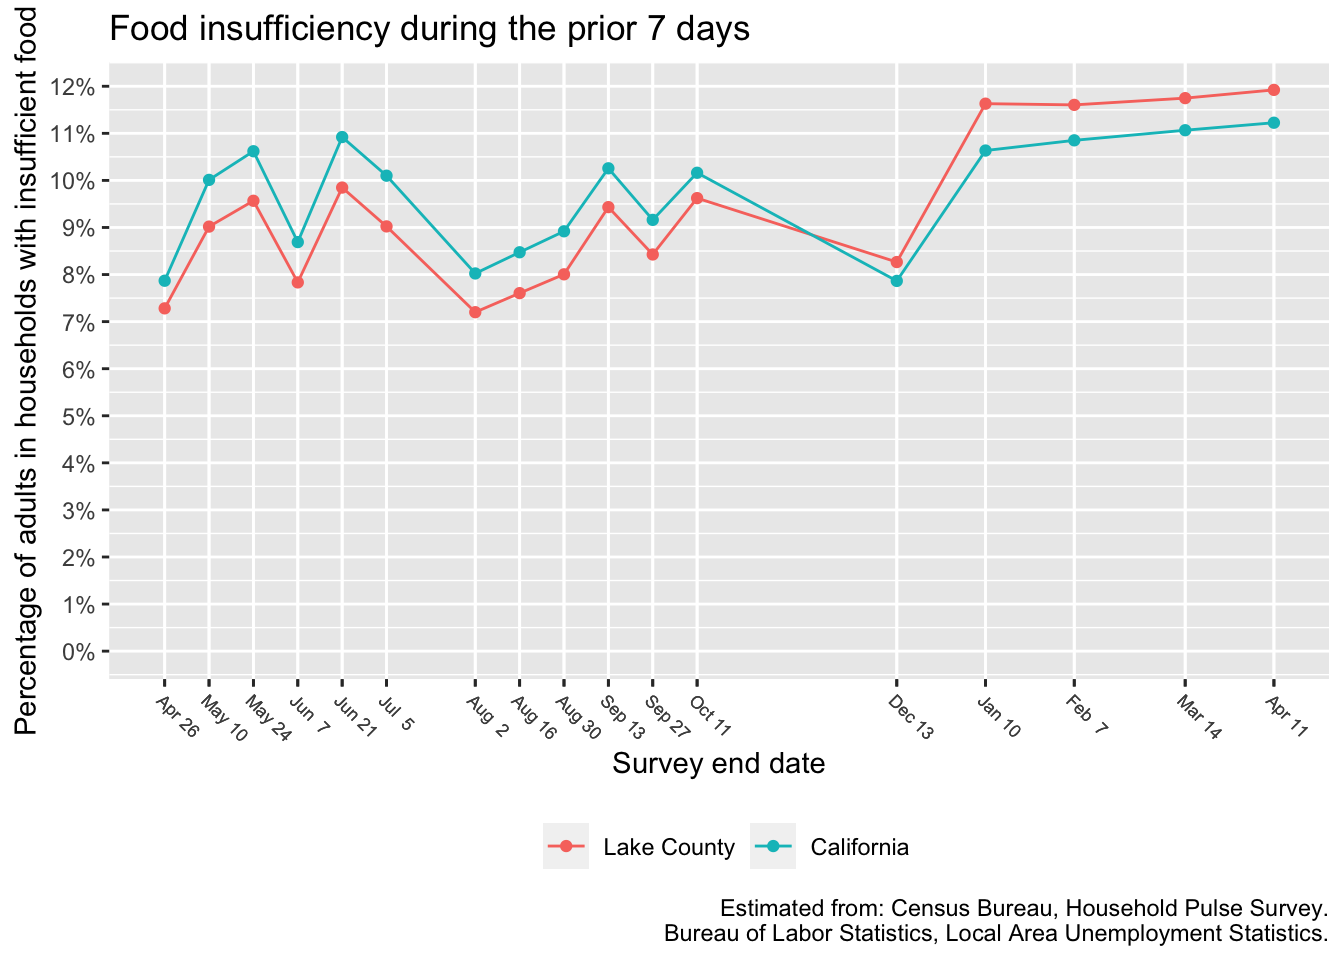 Food insufficiency during the prior 7 days
Percentage of adults in households with insufficient food
12%
11%
10%
9%
8%
7%
6%
5%
4%
3%
2%
1%
0%
Apr 26
May 10
May 24
Jun 7
Jun 21
Jul 5
Aug 2
Aug 16
Aug 30
Sep 13
Sep 27
Oct 11
Dec 13
Jan 10
Feb 7
Mar 14
Apr 11
Survey end date
Lake County
California
Estimated from: Census Bureau, Household Pulse Survey.
Bureau of Labor Statistics, Local Area Unemployment Statistics.